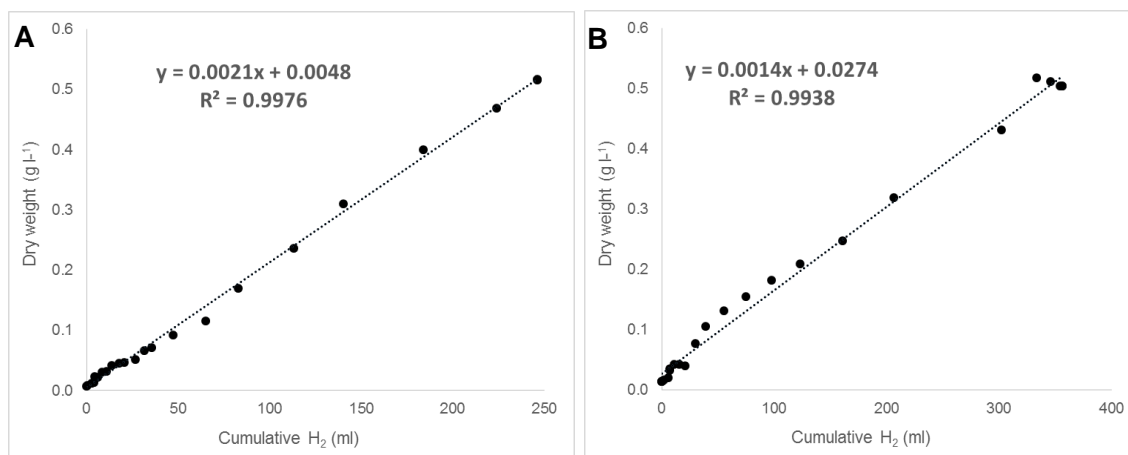 A
y = 0.0021x + 0.0048
R² = 0.9976
Dry weight (g l-¹)
0.6
0.5
0.4
0.3
0.2
0.1
0.0
0 50 100 150 200 250
Cumulative H₂ (ml)
B
y = 0.0014x + 0.0274
R² = 0.9938
Dry weight (g l-¹)
0.6
0.5
0.4
0.3
0.2
0.1
0.0
0 100 200 300 400
Cumulative H₂ (ml)